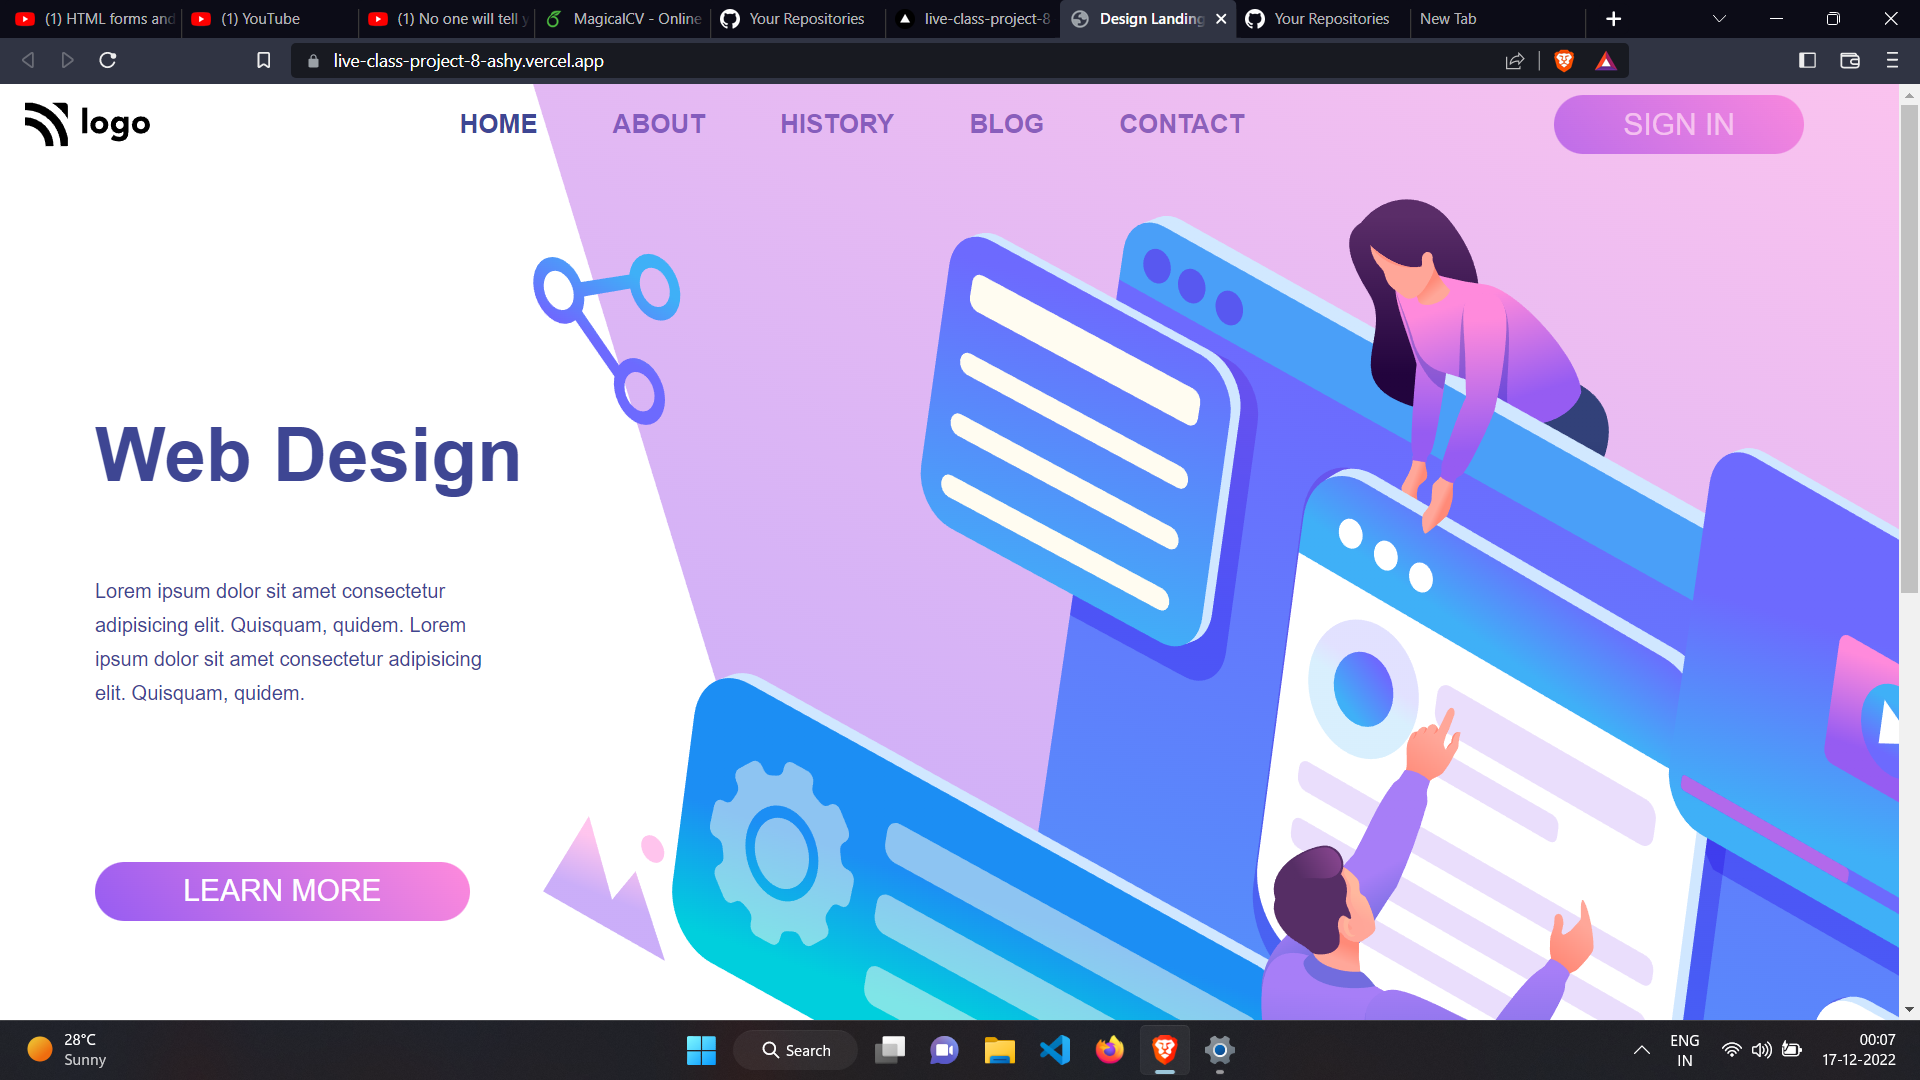 (1) HTML forms and
(1) YouTube
(1) No one will tell y
MagicalCV - Online
Your Repositories
live-class-project-8
Design Landing
Your Repositories
New Tab
live-class-project-8-ashy.vercel.app
logo
HOME
ABOUT
HISTORY
BLOG
CONTACT
SIGN IN
Web Design
Lorem ipsum dolor sit amet consectetur
adipisicing elit. Quisquam, quidem. Lorem
ipsum dolor sit amet consectetur adipisicing
elit. Quisquam, quidem.
LEARN MORE
28°C
Sunny
Search
ENG
IN
00:07
17-12-2022